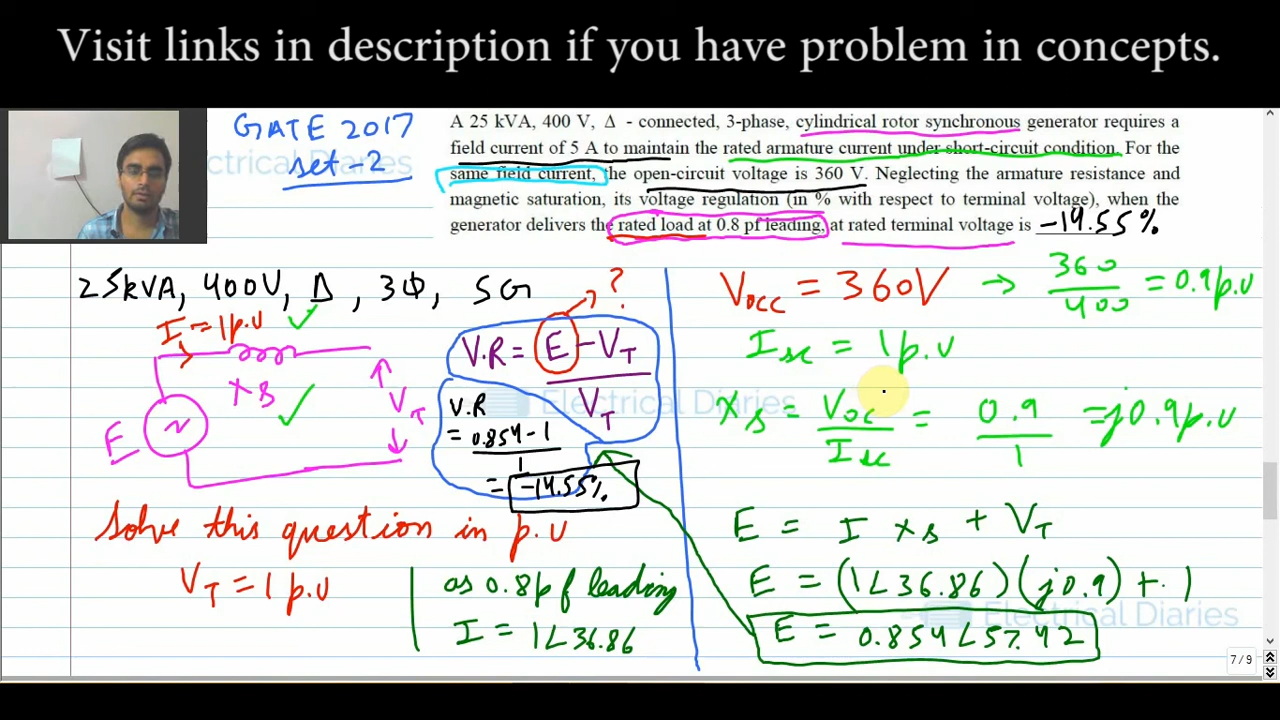 Visit links in description if you have problem in concepts.
GATE 2017
set-2
Electrical Diaries
A 25 kVA, 400 V, Δ - connected, 3-phase, cylindrical rotor synchronous generator requires a
field current of 5 A to maintain the rated armature current under short-circuit condition. For the
same field current, the open-circuit voltage is 360 V. Neglecting the armature resistance and
magnetic saturation, its voltage regulation (in % with respect to terminal voltage), when the
generator delivers the rated load at 0.8 pf leading, at rated terminal voltage is -14.55%
25kVA, 400V, Δ, 3Φ, SG
I = 1p.u
Xs
E
VT
?
V.R = E - VT
VT
V.R
= 0.854-1
1
= -14.55%
Solve this question in p.u
VT = 1 p.u
as 0.8pf leading
I = 1∠36.86
Vocc = 360V → 360
400 = 0.9p.u
Isc = 1p.u
Xs = Voc = 0.9 = j0.9p.u
Isc 1
E = I Xs + VT
E = (1∠36.86)(j0.9) + 1
E = 0.854∠57.42
Electrical Diaries
Electrical Diaries
7 / 9